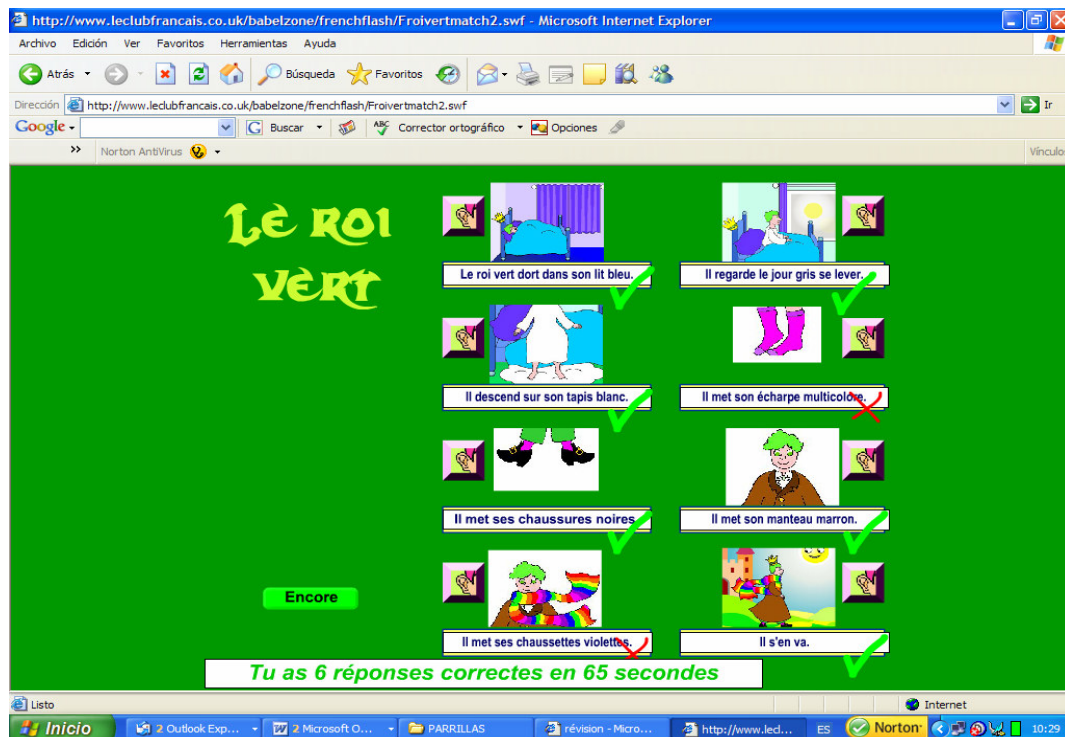 http://www.leclubfrancais.co.uk/babelzone/frenchflash/Froivertmatch2.swf - Microsoft Internet Explorer
Archivo Edición Ver Favoritos Herramientas Ayuda
Atrás Búsqueda Favoritos
Dirección http://www.leclubfrancais.co.uk/babelzone/frenchflash/Froivertmatch2.swf Ir
Google Buscar ABC Corrector ortográfico Opciones
Norton AntiVirus Vínculos
LE ROI
VERT
Le roi vert dort dans son lit bleu.
Il regarde le jour gris se lever.
Il descend sur son tapis blanc.
Il met son écharpe multicolore.
Il met ses chaussures noires.
Il met son manteau marron.
Il met ses chaussettes violettes.
Il s'en va.
Encore
Tu as 6 réponses correctes en 65 secondes
Listo Internet
Inicio 2 Outlook Exp... 2 Microsoft O... PARRILLAS révision - Micro... http://www.led... ES Norton 10:29